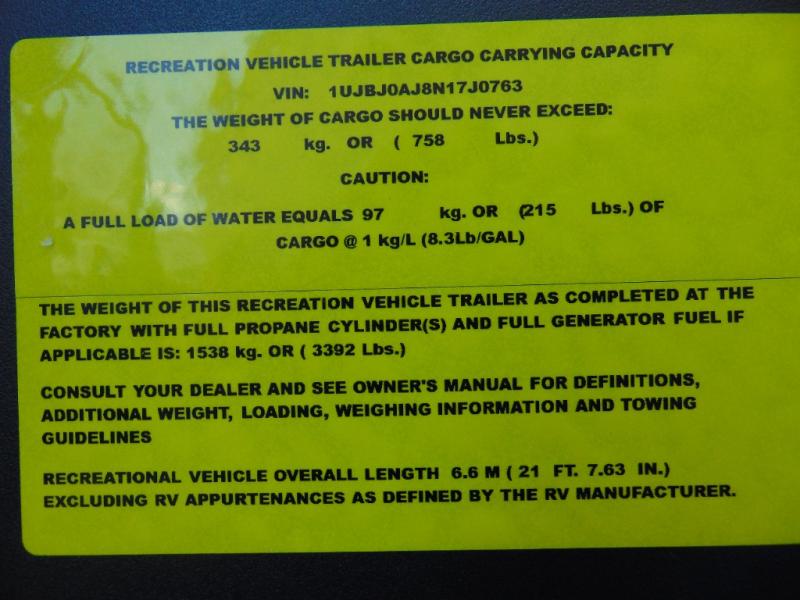 RECREATION VEHICLE TRAILER CARGO CARRYING CAPACITY
VIN: 1UJBJ0AJ8N17J0763
THE WEIGHT OF CARGO SHOULD NEVER EXCEED:
343 kg. OR ( 758 Lbs.)
CAUTION:
A FULL LOAD OF WATER EQUALS 97 kg. OR (215 Lbs.) OF
CARGO @ 1 kg/L (8.3Lb/GAL)
THE WEIGHT OF THIS RECREATION VEHICLE TRAILER AS COMPLETED AT THE
FACTORY WITH FULL PROPANE CYLINDER(S) AND FULL GENERATOR FUEL IF
APPLICABLE IS: 1538 kg. OR ( 3392 Lbs.)
CONSULT YOUR DEALER AND SEE OWNER'S MANUAL FOR DEFINITIONS,
ADDITIONAL WEIGHT, LOADING, WEIGHING INFORMATION AND TOWING
GUIDELINES
RECREATIONAL VEHICLE OVERALL LENGTH 6.6 M ( 21 FT. 7.63 IN.)
EXCLUDING RV APPURTENANCES AS DEFINED BY THE RV MANUFACTURER.